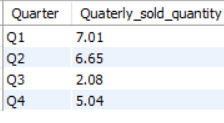 Quarter Quaterly_sold_quantity
Q1 7.01
Q2 6.65
Q3 2.08
Q4 5.04